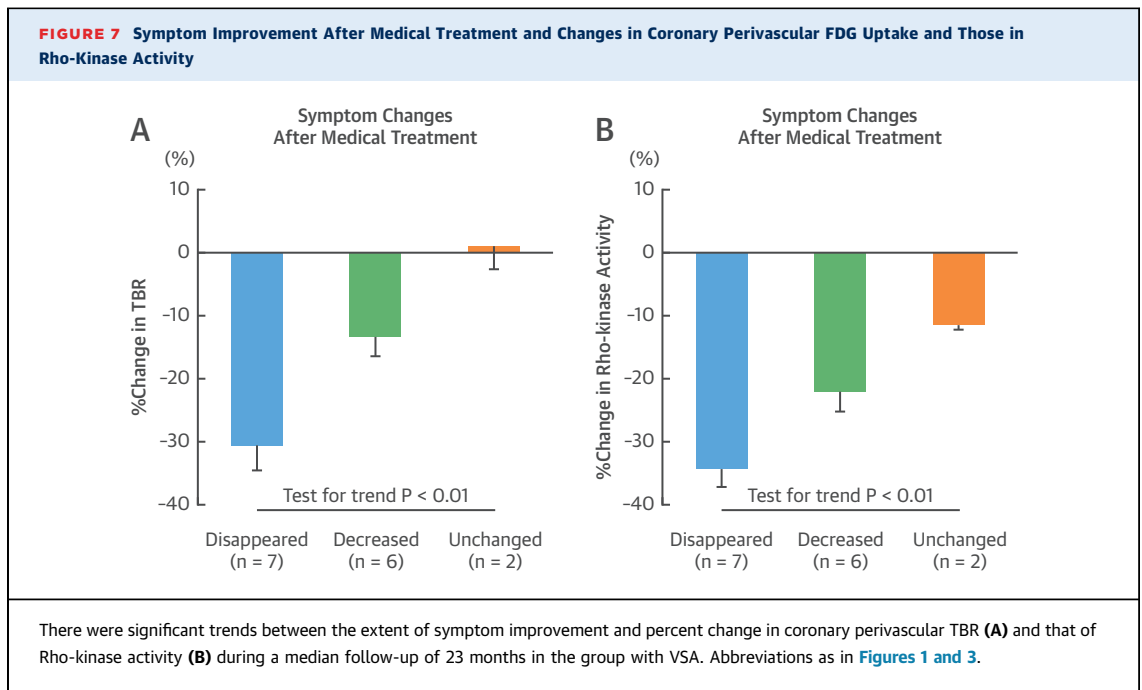 FIGURE 7 Symptom Improvement After Medical Treatment and Changes in Coronary Perivascular FDG Uptake and Those in
Rho-Kinase Activity
A
Symptom Changes
After Medical Treatment
(%)
%Change in TBR
10
0
-10
-20
-30
-40
Test for trend P < 0.01
Disappeared
(n = 7)
Decreased
(n = 6)
Unchanged
(n = 2)
B
Symptom Changes
After Medical Treatment
(%)
%Change in Rho-kinase Activity
10
0
-10
-20
-30
-40
Test for trend P < 0.01
Disappeared
(n = 7)
Decreased
(n = 6)
Unchanged
(n = 2)
There were significant trends between the extent of symptom improvement and percent change in coronary perivascular TBR (A) and that of
Rho-kinase activity (B) during a median follow-up of 23 months in the group with VSA. Abbreviations as in Figures 1 and 3.